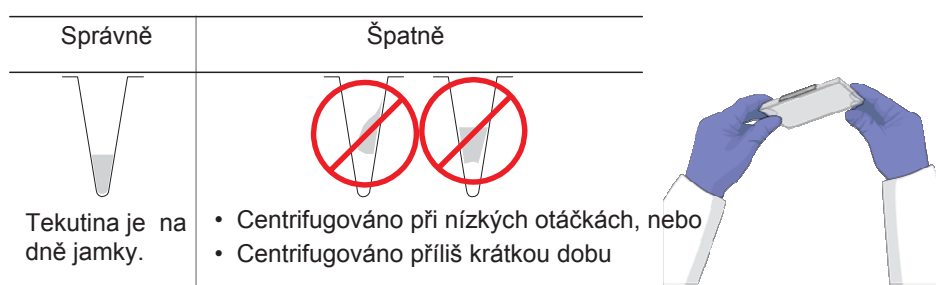 Správně
Špatně
Tekutina je na
dně jamky.
• Centrifugováno při nízkých otáčkách, nebo
• Centrifugováno příliš krátkou dobu